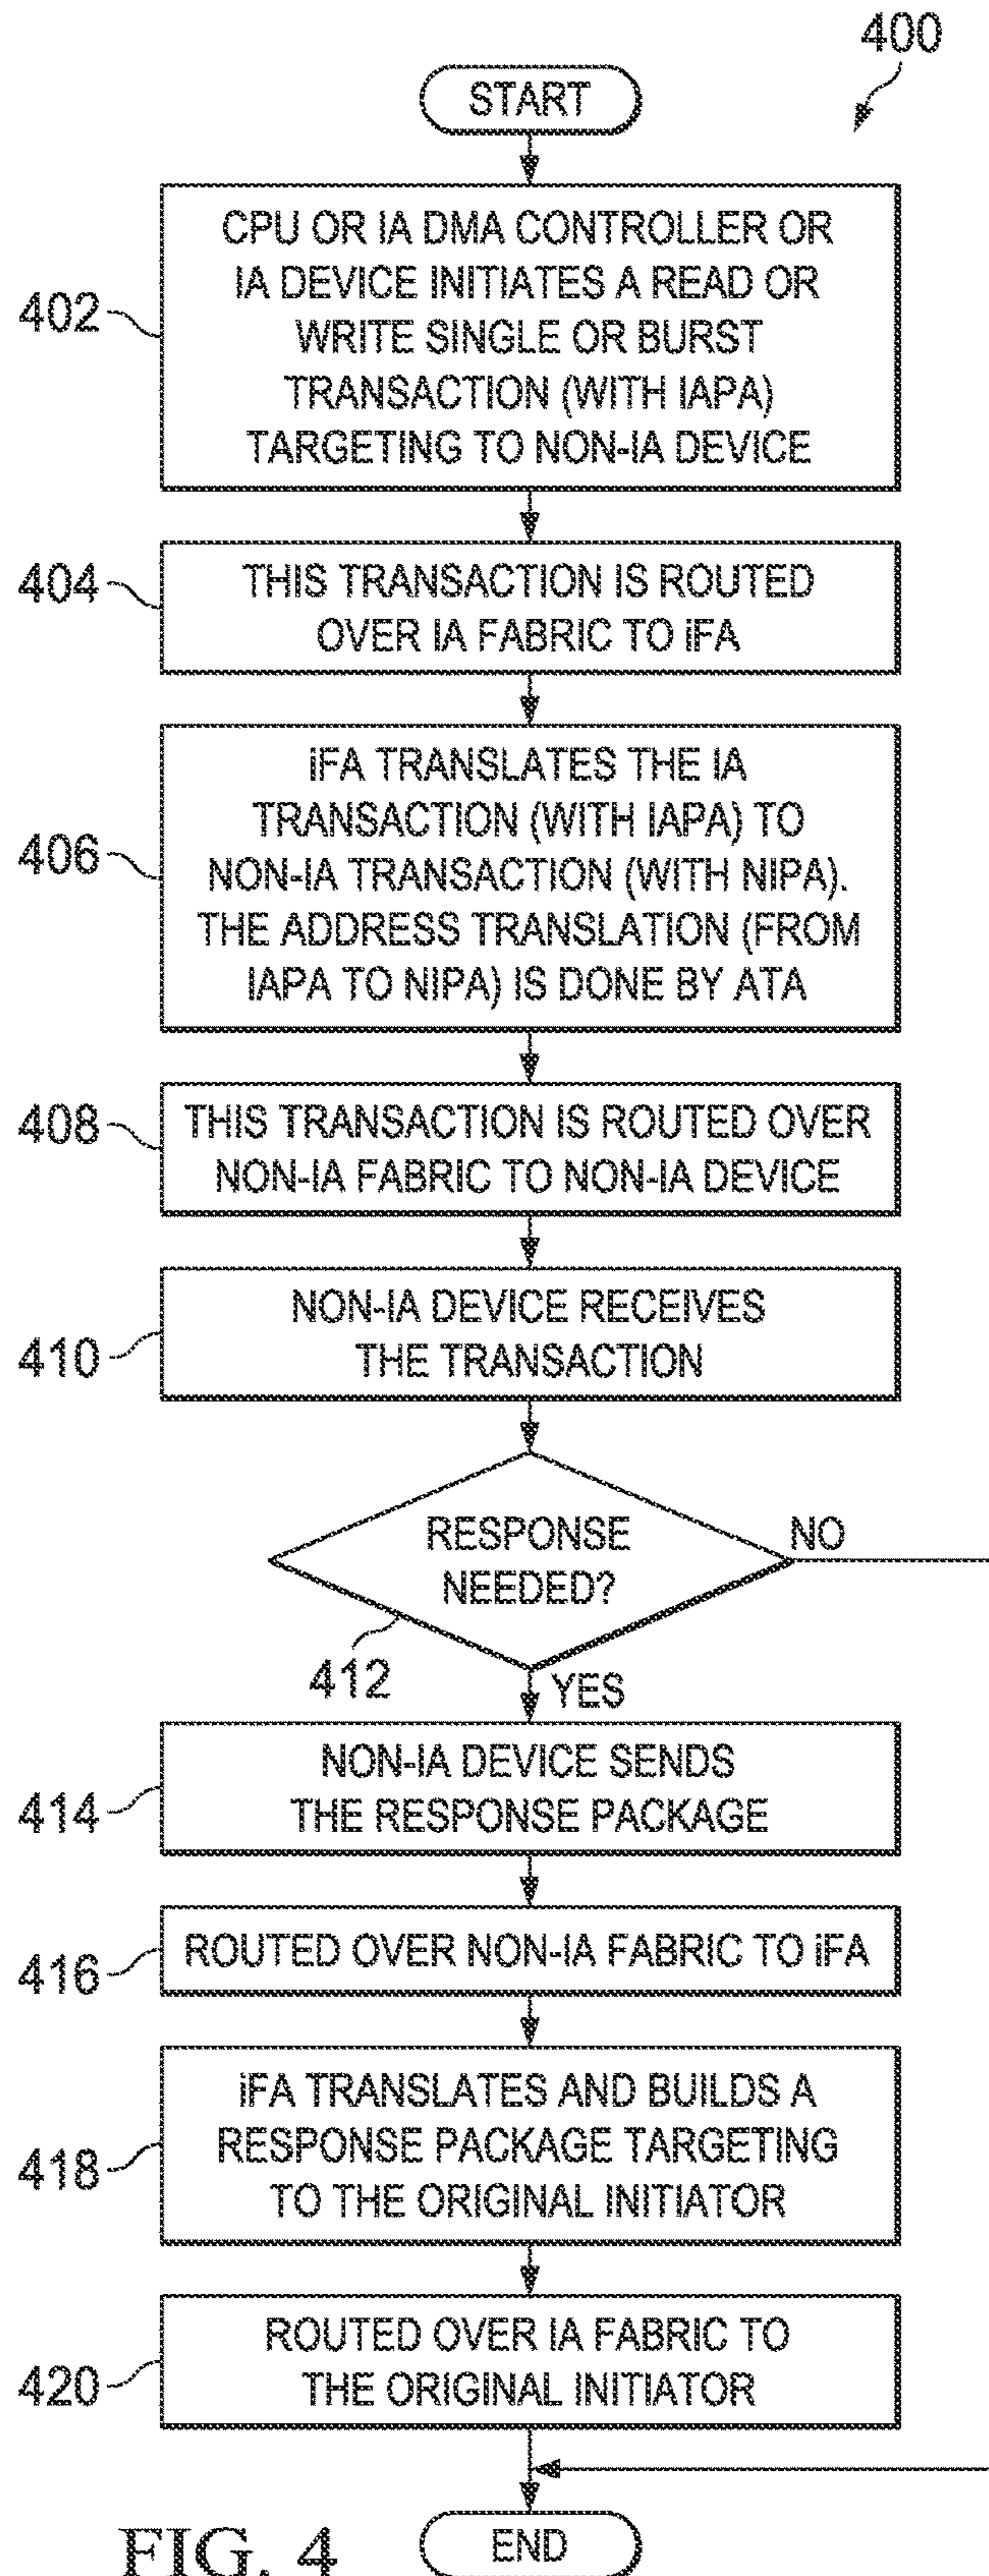 400
START
402
CPU OR IA DMA CONTROLLER OR
IA DEVICE INITIATES A READ OR
WRITE SINGLE OR BURST
TRANSACTION (WITH IAPA)
TARGETING TO NON-IA DEVICE
404
THIS TRANSACTION IS ROUTED
OVER IA FABRIC TO iFA
406
iFA TRANSLATES THE IA
TRANSACTION (WITH IAPA) TO
NON-IA TRANSACTION (WITH NIPA).
THE ADDRESS TRANSLATION (FROM
IAPA TO NIPA) IS DONE BY ATA
408
THIS TRANSACTION IS ROUTED OVER
NON-IA FABRIC TO NON-IA DEVICE
410
NON-IA DEVICE RECEIVES
THE TRANSACTION
RESPONSE
NEEDED?
NO
412
YES
414
NON-IA DEVICE SENDS
THE RESPONSE PACKAGE
416
ROUTED OVER NON-IA FABRIC TO iFA
418
iFA TRANSLATES AND BUILDS A
RESPONSE PACKAGE TARGETING
TO THE ORIGINAL INITIATOR
420
ROUTED OVER IA FABRIC TO
THE ORIGINAL INITIATOR
END
FIG. 4